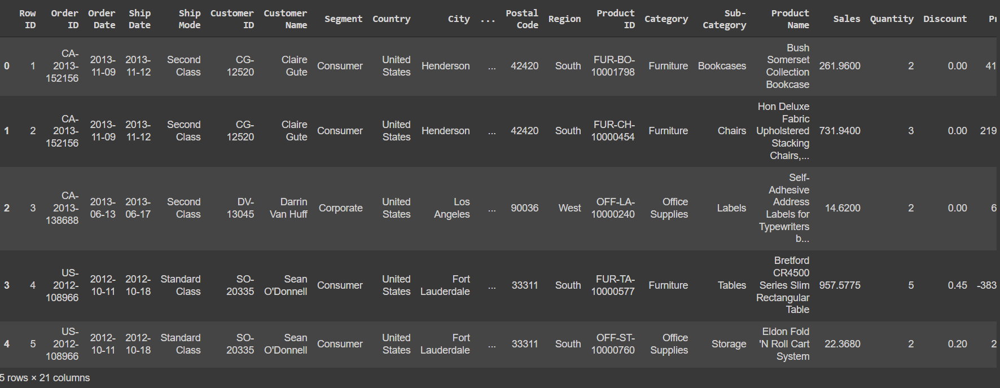 Row ID Order ID Order Date Ship Date Ship Mode Customer ID Customer Name Segment Country City ... Postal Code Region Product ID Category Sub-Category Product Name Sales Quantity Discount
0 1 CA-2013-152156 2013-11-09 2013-11-12 Second Class CG-12520 Claire Gute Consumer United States Henderson ... 42420 South FUR-BO-10001798 Furniture Bookcases Bush Somerset Collection Bookcase 261.9600 2 0.00 41
1 2 CA-2013-152156 2013-11-09 2013-11-12 Second Class CG-12520 Claire Gute Consumer United States Henderson ... 42420 South FUR-CH-10000454 Furniture Chairs Hon Deluxe Fabric Upholstered Stacking Chairs,... 731.9400 3 0.00 219
2 3 CA-2013-138688 2013-06-13 2013-06-17 Second Class DV-13045 Darrin Van Huff Corporate United States Los Angeles ... 90036 West OFF-LA-10000240 Office Supplies Labels Self-Adhesive Address Labels for Typewriters b... 14.6200 2 0.00 6
3 4 US-2012-108966 2012-10-11 2012-10-18 Standard Class SO-20335 Sean O'Donnell Consumer United States Fort Lauderdale ... 33311 South FUR-TA-10000577 Furniture Tables Bretford CR4500 Series Slim Rectangular Table 957.5775 5 0.45 -383
4 5 US-2012-108966 2012-10-11 2012-10-18 Standard Class SO-20335 Sean O'Donnell Consumer United States Fort Lauderdale ... 33311 South OFF-ST-10000760 Office Supplies Storage Eldon Fold 'N Roll Cart System 22.3680 2 0.20 2
5 rows × 21 columns